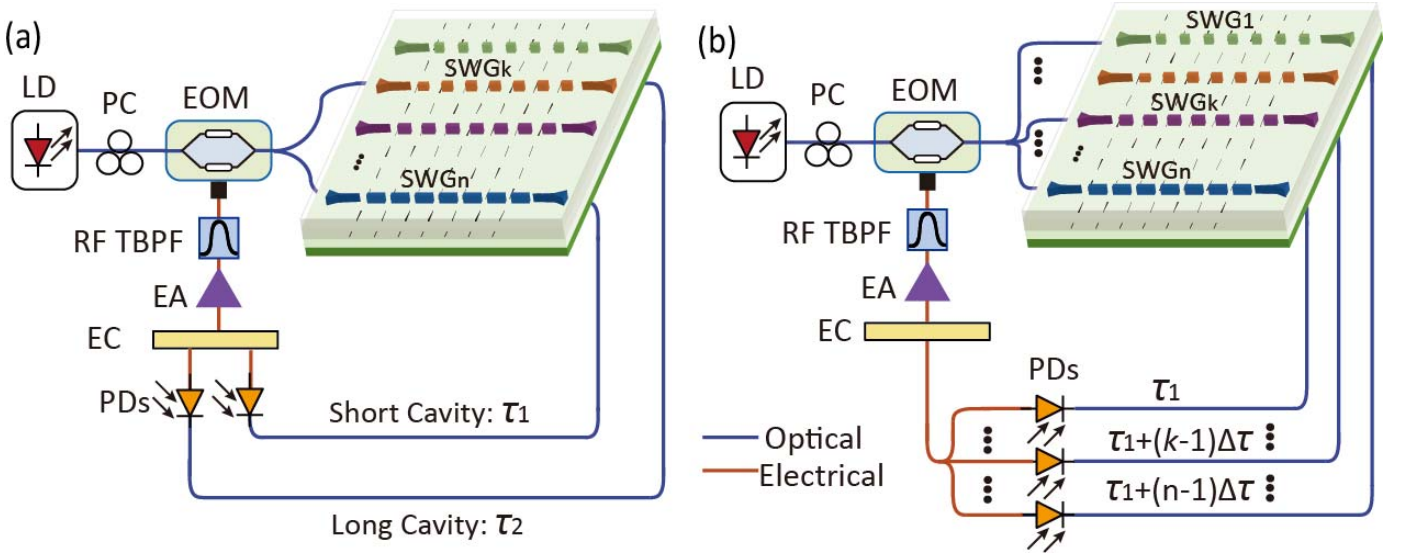 (a)
LD
PC
EOM
SWGk
SWGn
RF TBPF
EA
EC
PDs
Short Cavity: τ1
Long Cavity: τ2
(b)
LD
PC
EOM
SWG1
SWGk
SWGn
RF TBPF
EA
EC
PDs
τ1
τ1+(k-1)Δτ
τ1+(n-1)Δτ
Optical
Electrical